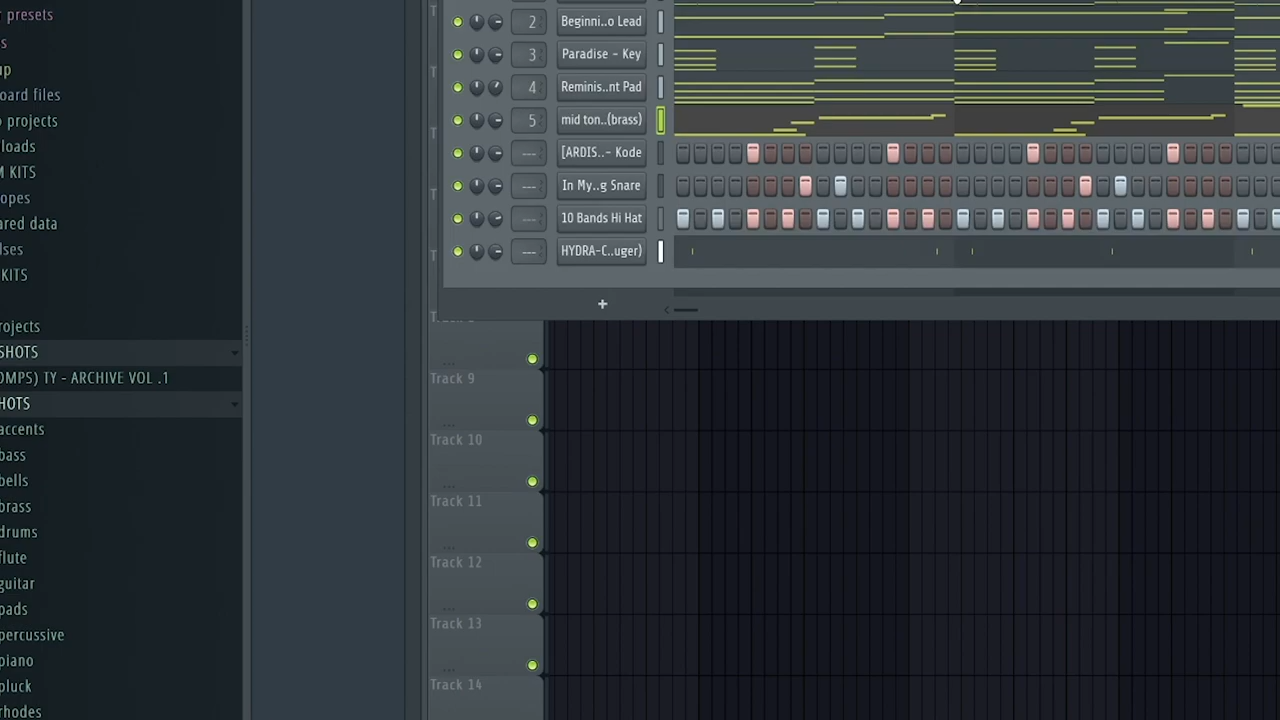 r presets
s
up
oard files
o projects
loads
M KITS
opes
ared data
lses
KITS
rojects
SHOTS
OMPS) TY - ARCHIVE VOL .1
HOTS
accents
bass
bells
brass
drums
flute
guitar
pads
percussive
piano
pluck
rhodes
2 Beginni..o Lead
3 Paradise - Key
4 Reminis..nt Pad
5 mid ton..(brass)
--- [ARDIS..- Kode
--- In My..g Snare
--- 10 Bands Hi Hat
--- HYDRA-C..uger)
+
T
T
T
T
T
...
Track 9
...
Track 10
...
Track 11
...
Track 12
...
Track 13
...
Track 14